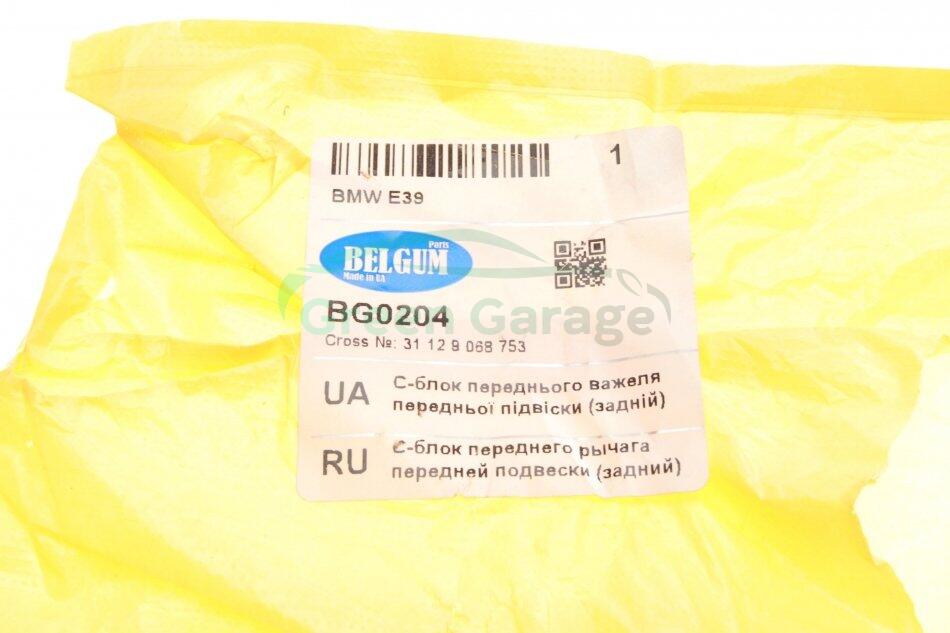 1
BMW E39
Paris
BELGUM
Made in UA
BG0204
Green Garage
Cross №: 31 12 9 068 753
UA
С-блок переднього важеля
передньої підвіски (задній)
RU
С-блок переднего рычага
передней подвески (задний)